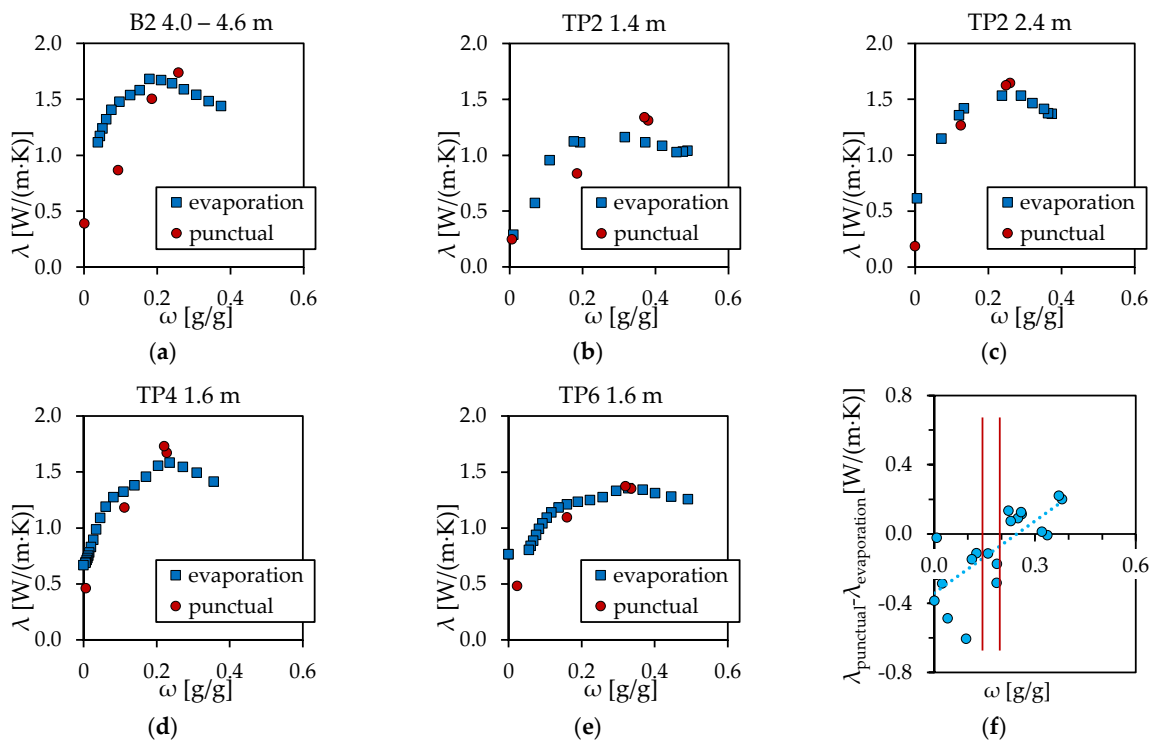 B2 4.0 – 4.6 m
λ [W/(m·K)]
2.0
1.5
1.0
0.5
0.0
evaporation
punctual
0 0.2 0.4 0.6
ω [g/g]
(a)
TP2 1.4 m
λ [W/(m·K)]
2.0
1.5
1.0
0.5
0.0
evaporation
punctual
0 0.2 0.4 0.6
ω [g/g]
(b)
TP2 2.4 m
λ [W/(m·K)]
2.0
1.5
1.0
0.5
0.0
evaporation
punctual
0 0.2 0.4 0.6
ω [g/g]
(c)
TP4 1.6 m
λ [W/(m·K)]
2.0
1.5
1.0
0.5
0.0
evaporation
punctual
0 0.2 0.4 0.6
ω [g/g]
(d)
TP6 1.6 m
λ [W/(m·K)]
2.0
1.5
1.0
0.5
0.0
evaporation
punctual
0 0.2 0.4 0.6
ω [g/g]
(e)
λpunctual-λevaporation [W/(m·K)]
0.8
0.4
0.0
-0.4
-0.8
0.0 0.3 0.6
ω [g/g]
(f)